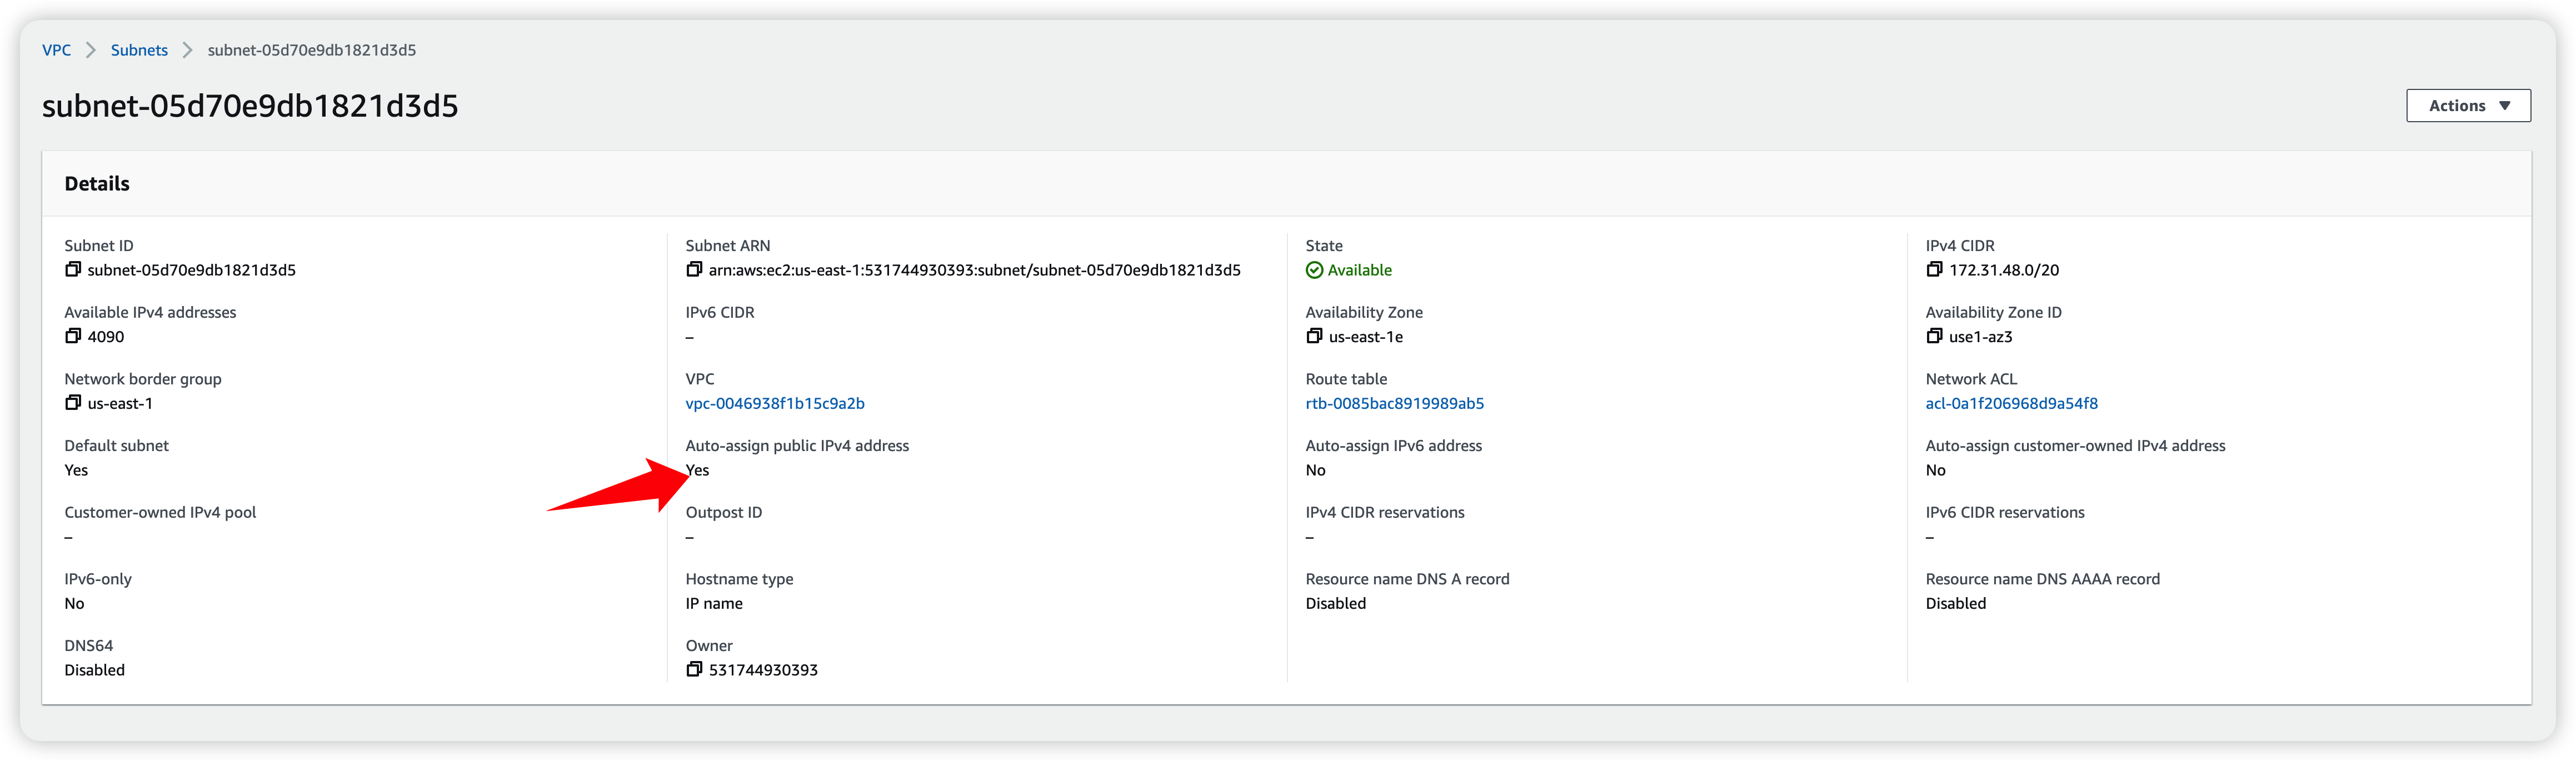 VPC > Subnets > subnet-05d70e9db1821d3d5
subnet-05d70e9db1821d3d5
Actions
Details
Subnet ID
subnet-05d70e9db1821d3d5
Subnet ARN
arn:aws:ec2:us-east-1:531744930393:subnet/subnet-05d70e9db1821d3d5
State
Available
IPv4 CIDR
172.31.48.0/20
Available IPv4 addresses
4090
IPv6 CIDR
–
Availability Zone
us-east-1e
Availability Zone ID
use1-az3
Network border group
us-east-1
VPC
vpc-0046938f1b15c9a2b
Route table
rtb-0085bac8919989ab5
Network ACL
acl-0a1f206968d9a54f8
Default subnet
Yes
Auto-assign public IPv4 address
Yes
Auto-assign IPv6 address
No
Auto-assign customer-owned IPv4 address
No
Customer-owned IPv4 pool
–
Outpost ID
–
IPv4 CIDR reservations
–
IPv6 CIDR reservations
–
IPv6-only
No
Hostname type
IP name
Resource name DNS A record
Disabled
Resource name DNS AAAA record
Disabled
DNS64
Disabled
Owner
531744930393